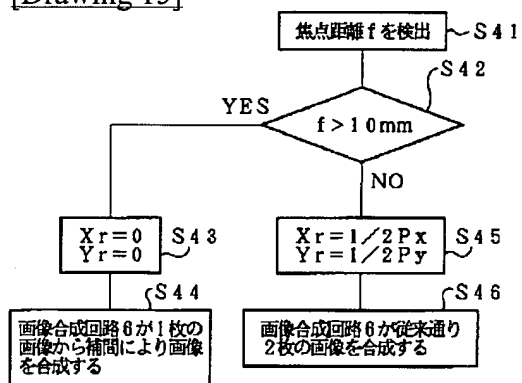 [Drawing 15]
焦点距離fを検出
S41
S42
YES
f>10mm
NO
Xr=0
Yr=0
S43
Xr=1/2Px
Yr=1/2Py
S45
S44
画像合成回路6が1枚の
画像から補間により画像
を合成する
S46
画像合成回路6が従来通り
2枚の画像を合成する